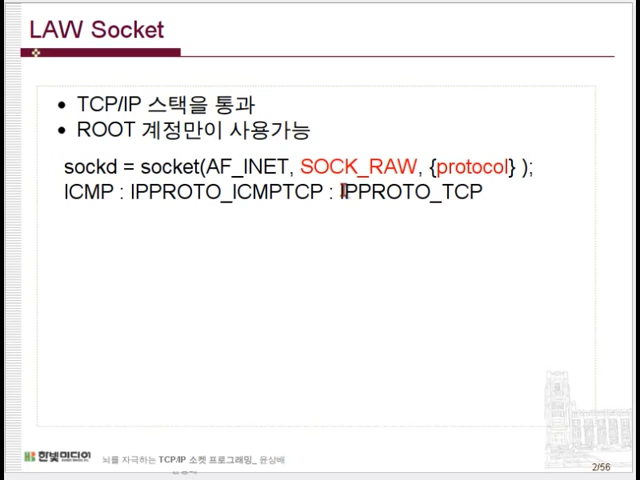 LAW Socket
• TCP/IP 스택을 통과
• ROOT 계정만이 사용가능
sockd = socket(AF_INET, SOCK_RAW, {protocol} );
ICMP : IPPROTO_ICMPTCP : IPPROTO_TCP
한빛미디어
뇌를 자극하는 TCP/IP 소켓 프로그래밍_ 윤상배
2/56